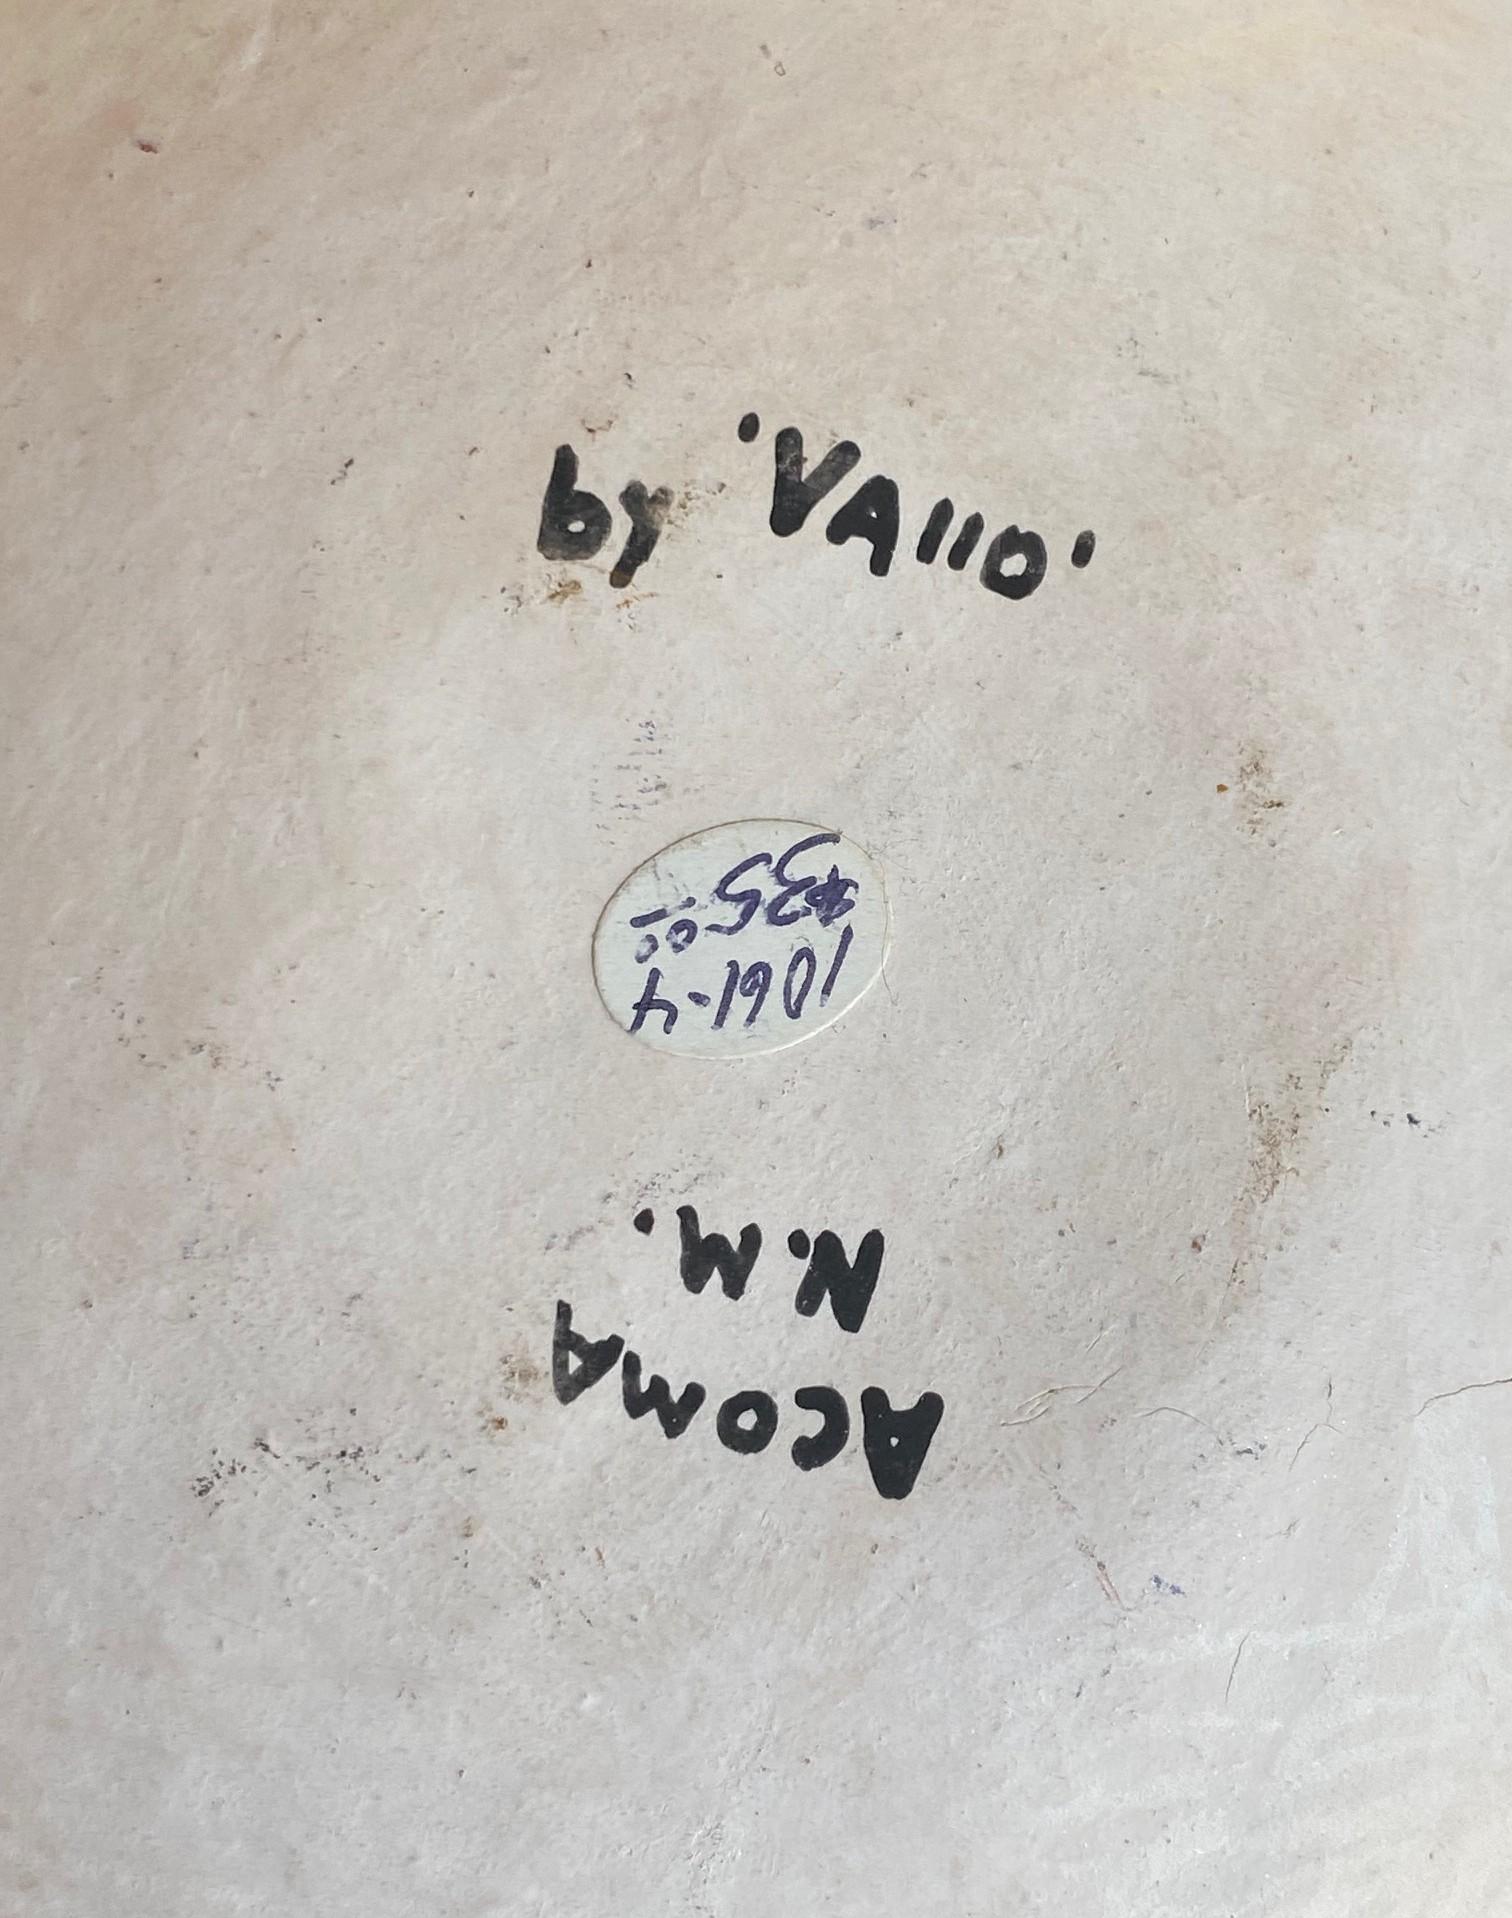 by 'VAllO'
1061-4
$35.00
ACOMA
N.M.